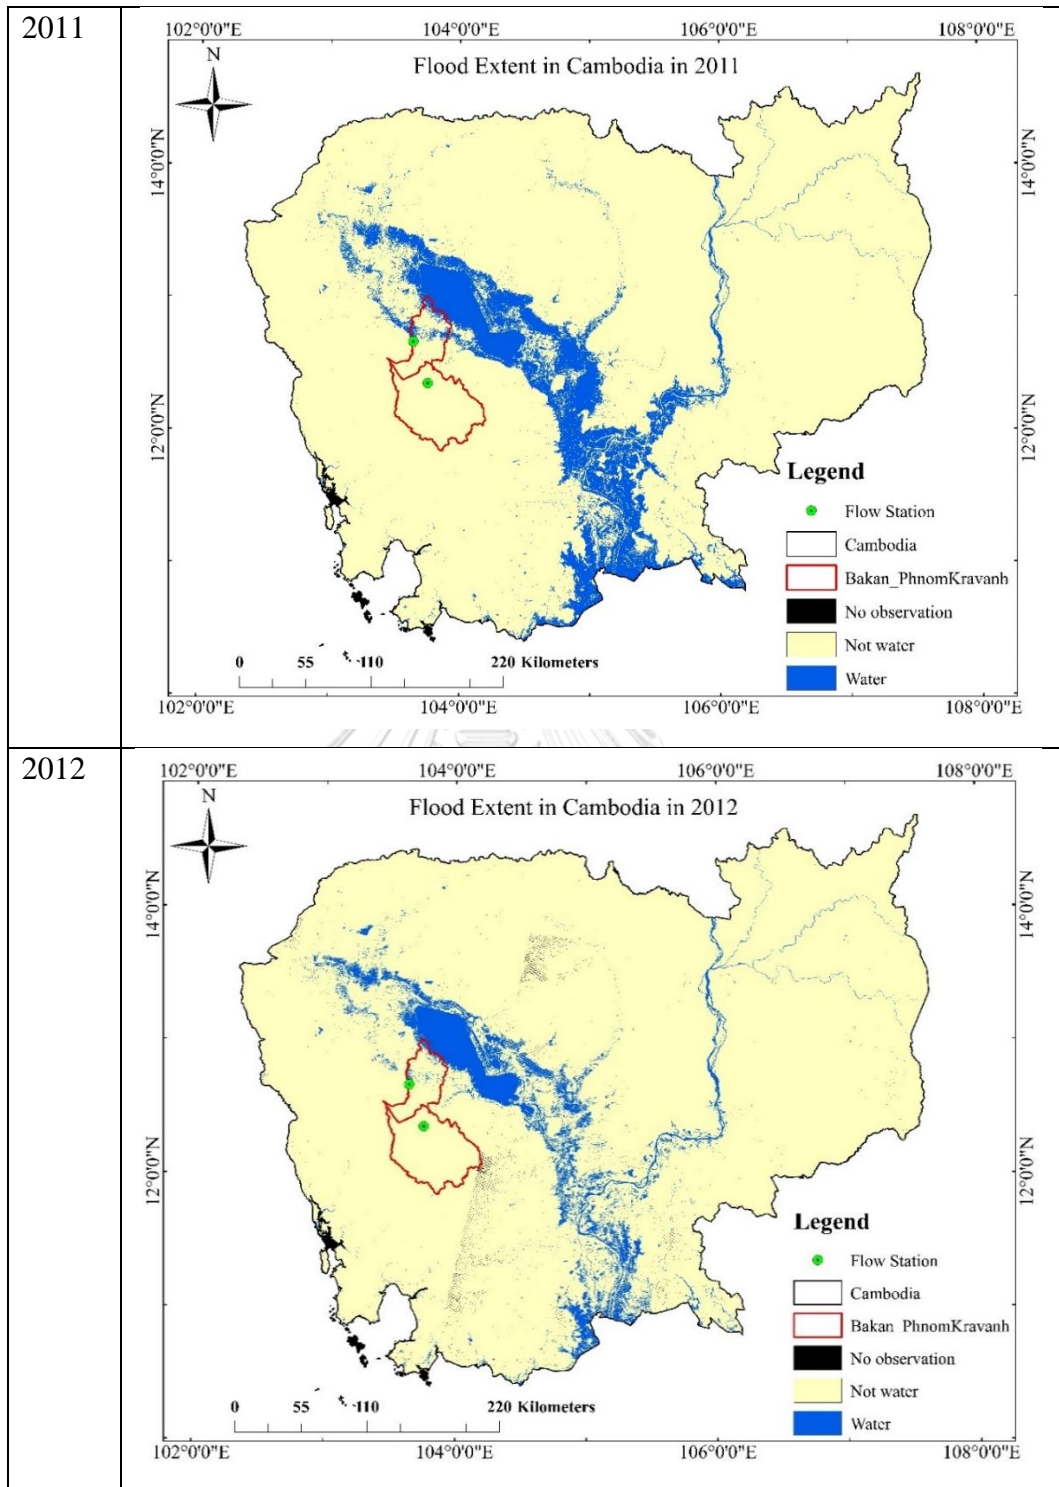 2011
102°0'0"E 104°0'0"E 106°0'0"E 108°0'0"E
N
Flood Extent in Cambodia in 2011
14°0'0"N 14°0'0"N
12°0'0"N 12°0'0"N
Legend
Flow Station
Cambodia
Bakan_PhnomKravanh
No observation
Not water
Water
0 55 110 220 Kilometers
102°0'0"E 104°0'0"E 106°0'0"E 108°0'0"E
2012
102°0'0"E 104°0'0"E 106°0'0"E 108°0'0"E
N
Flood Extent in Cambodia in 2012
14°0'0"N 14°0'0"N
12°0'0"N 12°0'0"N
Legend
Flow Station
Cambodia
Bakan PhnomKravanh
No observation
Not water
Water
0 55 110 220 Kilometers
102°0'0"E 104°0'0"E 106°0'0"E 108°0'0"E